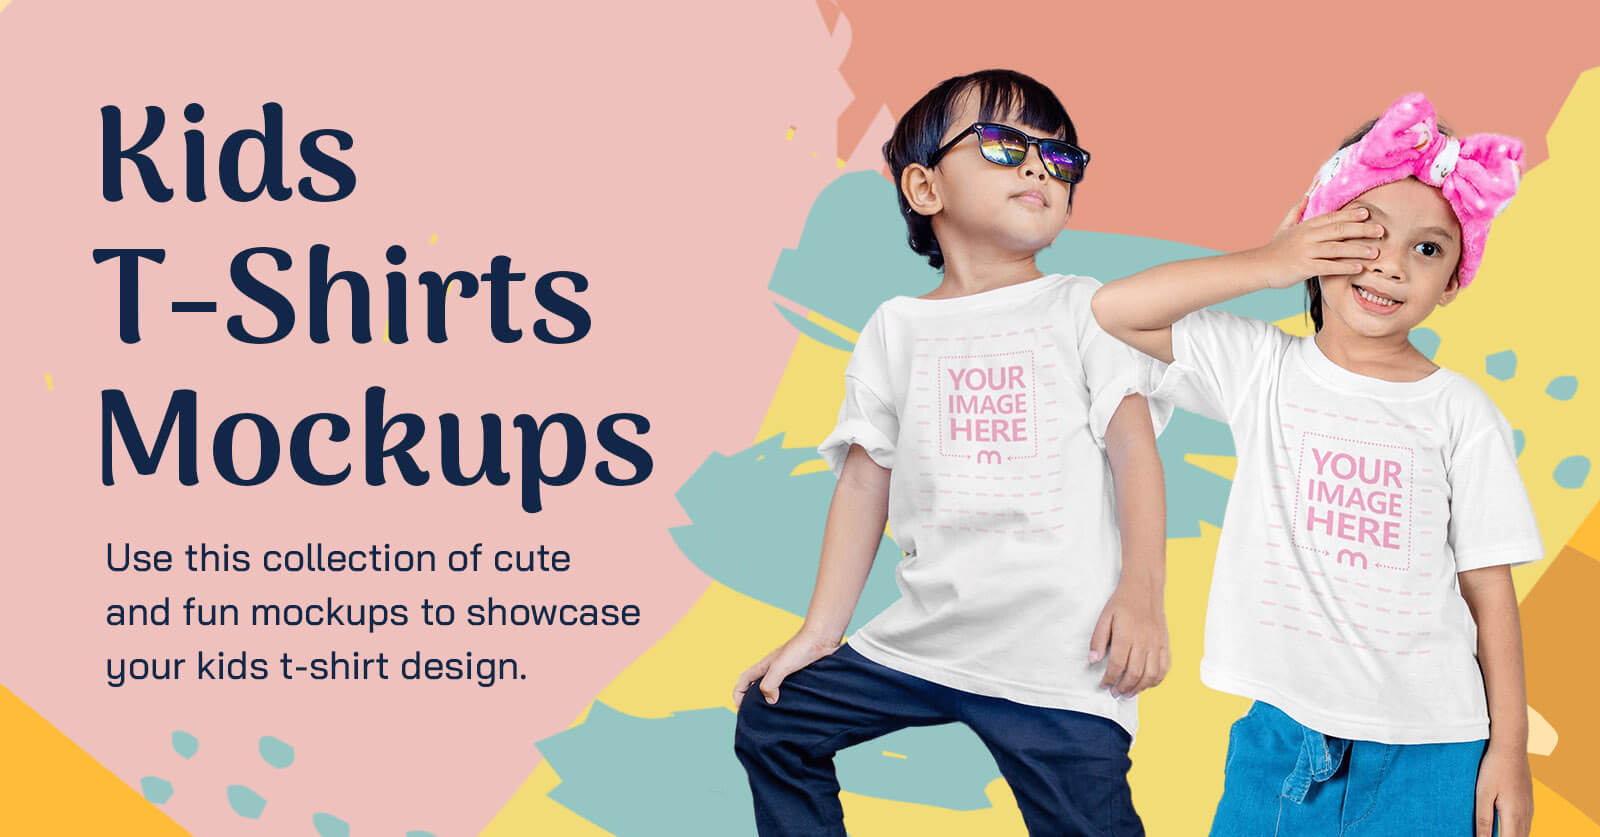 Kids
T-Shirts
Mockups
Use this collection of cute
and fun mockups to showcase
your kids t-shirt design.
YOUR
IMAGE
HERE
m
YOUR
IMAGE
HERE
m